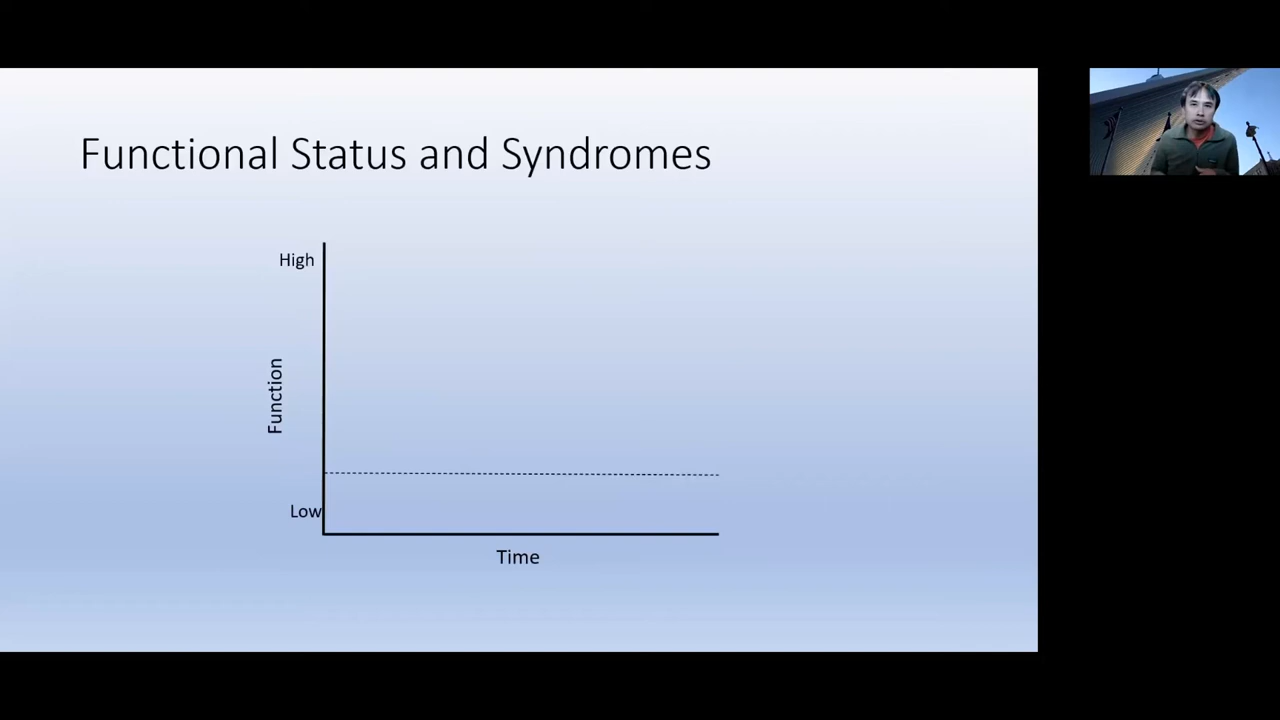 Functional Status and Syndromes
High
Function
Low
Time